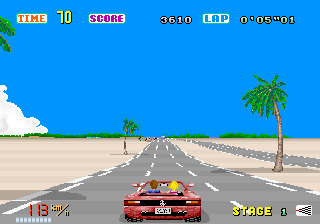 TIME 70 SCORE 3610 LAP 0'05"01
113 km/h
STAGE 1